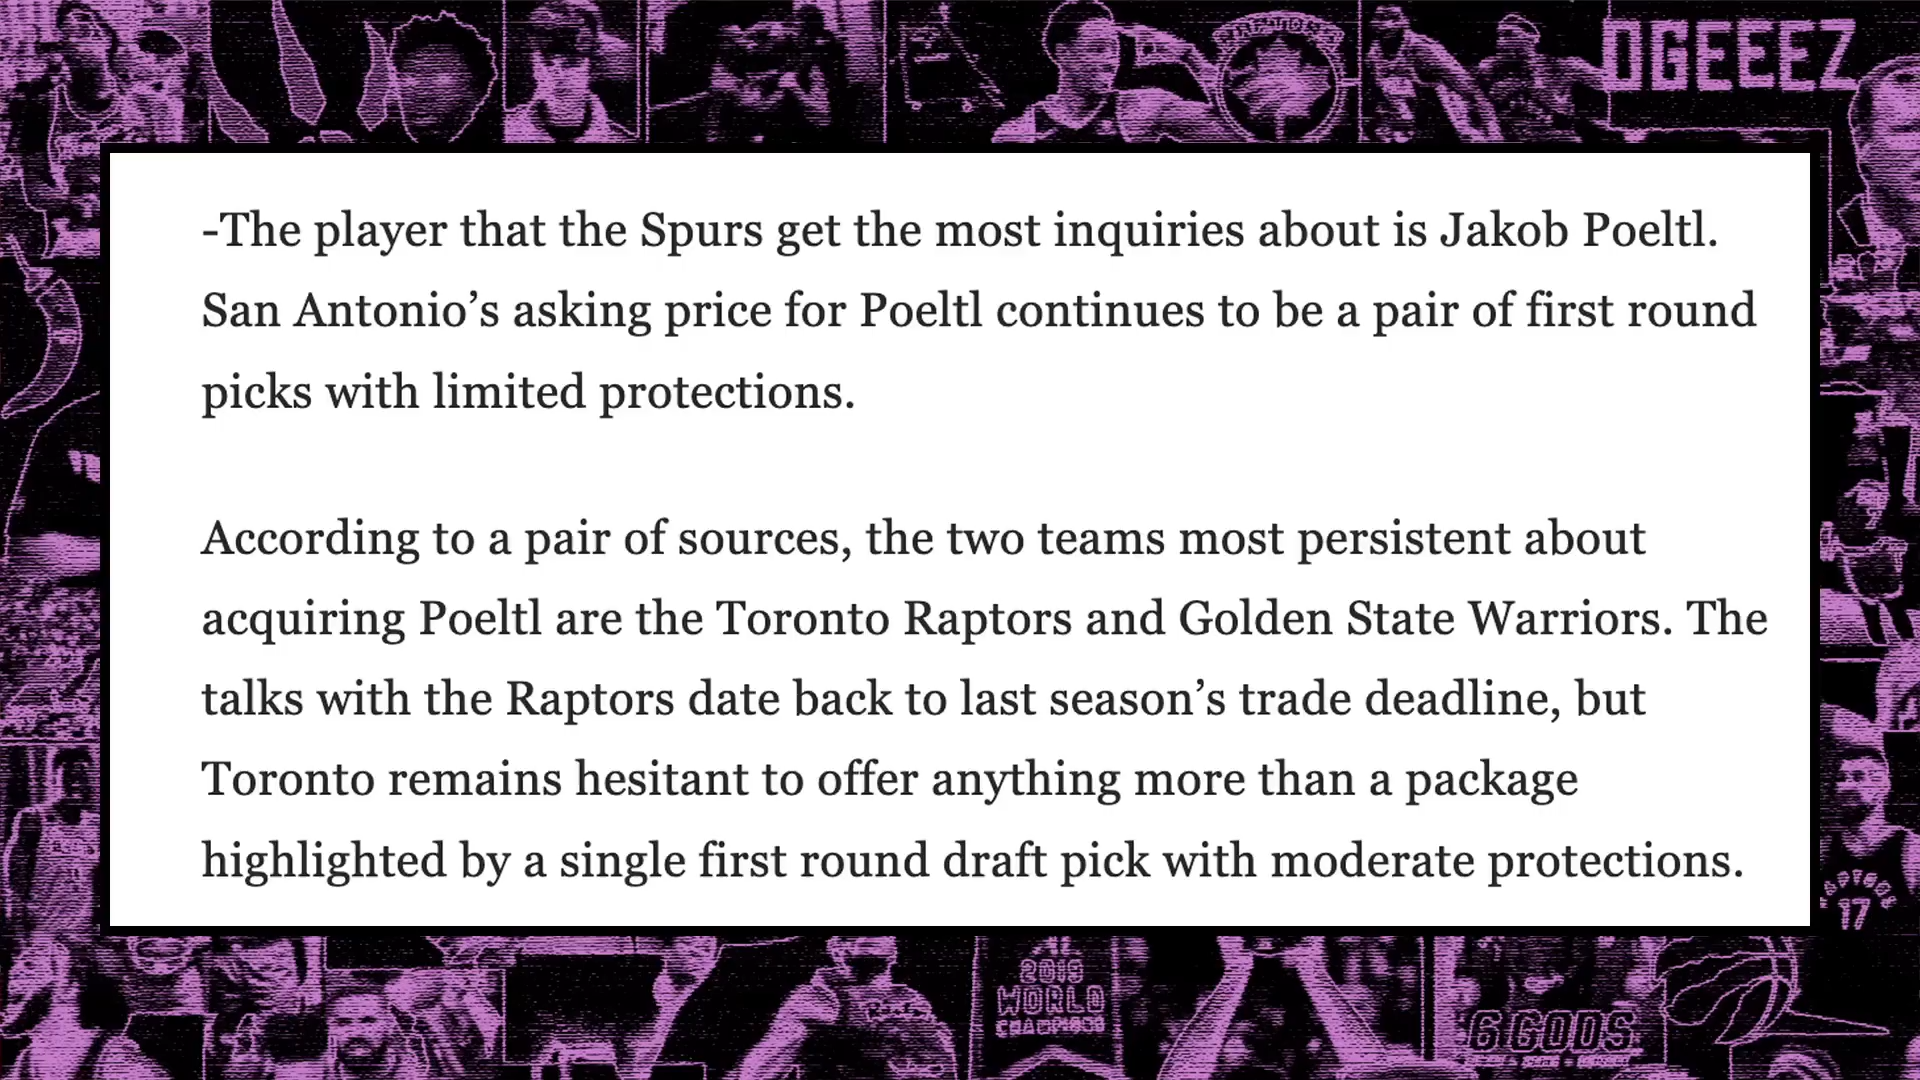 DGEEEZ
-The player that the Spurs get the most inquiries about is Jakob Poeltl.
San Antonio’s asking price for Poeltl continues to be a pair of first round
picks with limited protections.
According to a pair of sources, the two teams most persistent about
acquiring Poeltl are the Toronto Raptors and Golden State Warriors. The
talks with the Raptors date back to last season’s trade deadline, but
Toronto remains hesitant to offer anything more than a package
highlighted by a single first round draft pick with moderate protections.
17
2019
WORLD
CHAMPIONS
6GODS